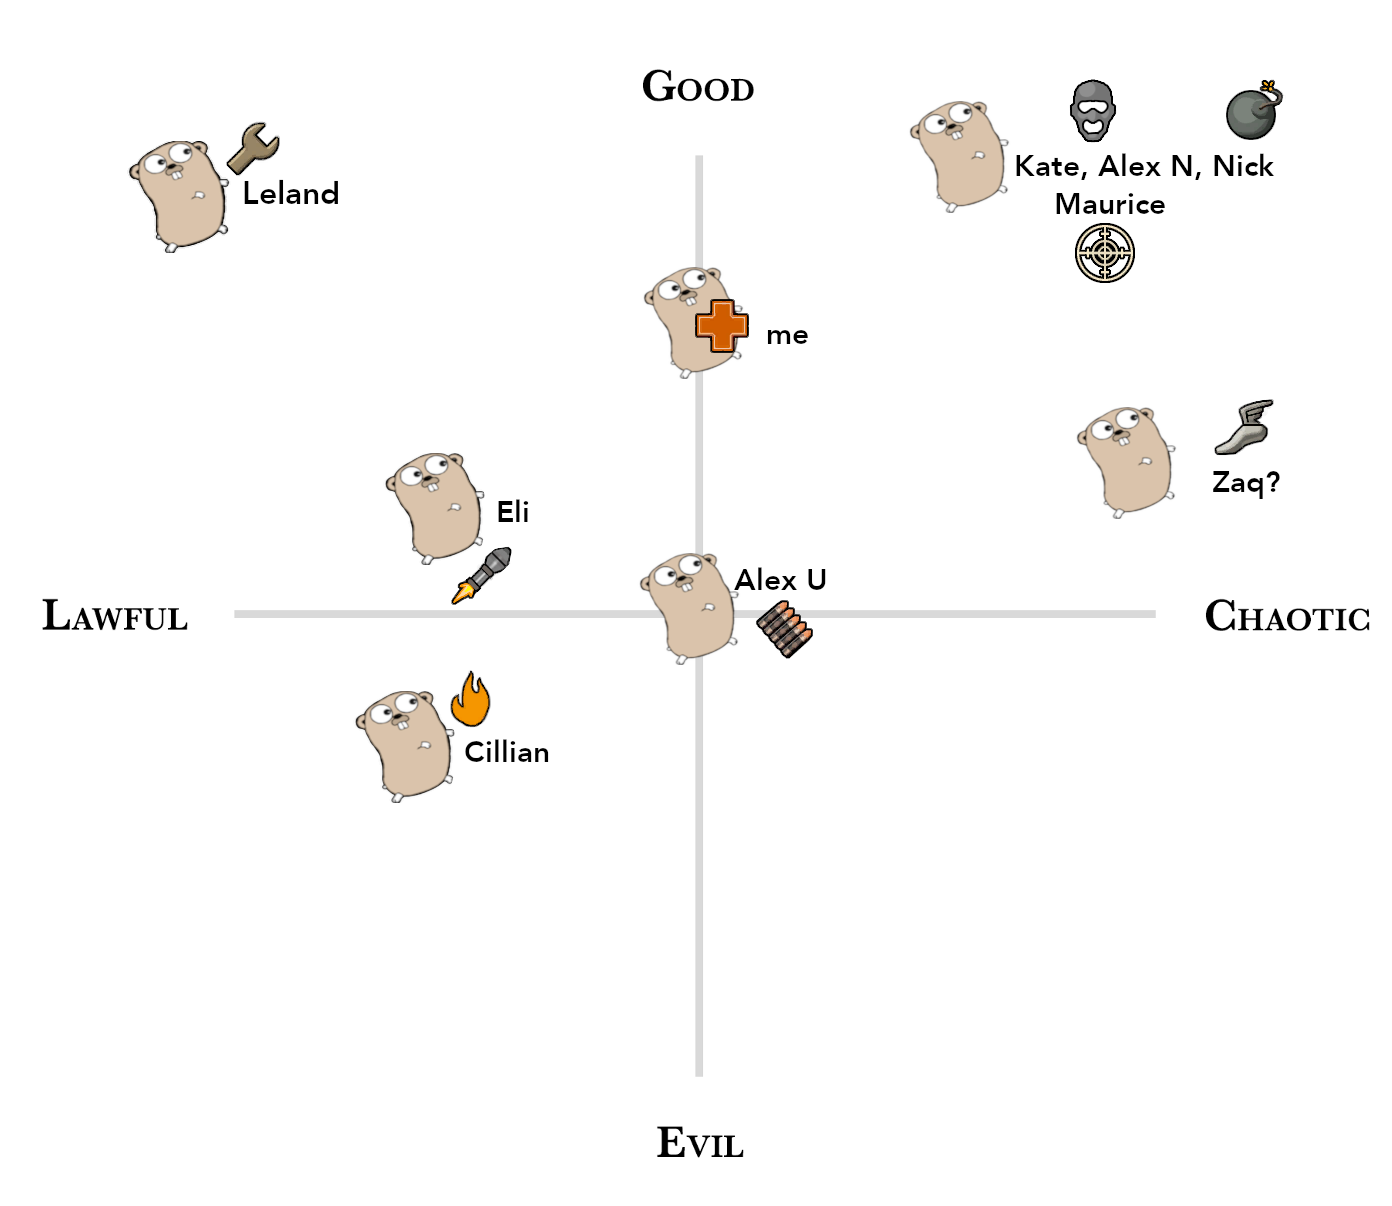 GOOD
Leland
Kate, Alex N, Nick
Maurice
me
Zaq?
Eli
Alex U
LAWFUL
CHAOTIC
Cillian
EVIL